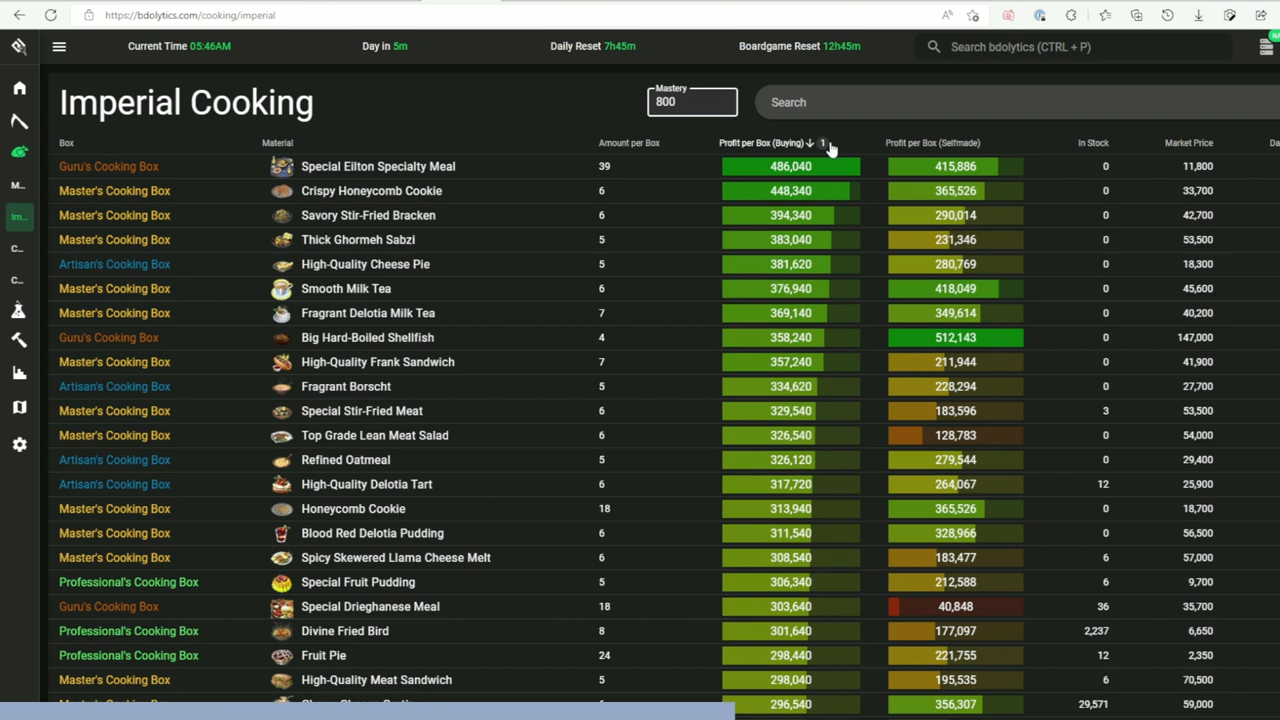 https://bdolytics.com/cooking/imperial
Current Time 05:46AM Day in 5m Daily Reset 7h45m Boardgame Reset 12h45m Search bdolytics (CTRL + P)
Imperial Cooking Mastery 800 Search
Box Material Amount per Box Profit per Box (Buying) 1 Profit per Box (Selfmade) In Stock Market Price Da
Guru's Cooking Box Special Eilton Specialty Meal 39 486,040 415,886 0 11,800
Master's Cooking Box Crispy Honeycomb Cookie 6 448,340 365,526 0 33,700
M... Master's Cooking Box Savory Stir-Fried Bracken 6 394,340 290,014 0 42,700
Im... Master's Cooking Box Thick Ghormeh Sabzi 5 383,040 231,346 0 53,500
C... Artisan's Cooking Box High-Quality Cheese Pie 5 381,620 280,769 0 18,300
C... Master's Cooking Box Smooth Milk Tea 6 376,940 418,049 0 45,600
Master's Cooking Box Fragrant Delotia Milk Tea 7 369,140 349,614 0 40,200
Guru's Cooking Box Big Hard-Boiled Shellfish 4 358,240 512,143 0 147,000
Master's Cooking Box High-Quality Frank Sandwich 7 357,240 211,944 0 41,900
Artisan's Cooking Box Fragrant Borscht 5 334,620 228,294 0 27,700
Master's Cooking Box Special Stir-Fried Meat 6 329,540 183,596 3 53,500
Master's Cooking Box Top Grade Lean Meat Salad 6 326,540 128,783 0 54,000
Artisan's Cooking Box Refined Oatmeal 6 326,120 279,544 0 29,400
Artisan's Cooking Box High-Quality Delotia Tart 6 317,720 264,067 12 25,900
Master's Cooking Box Honeycomb Cookie 18 313,940 365,526 0 18,700
Master's Cooking Box Blood Red Delotia Pudding 6 311,540 328,966 0 56,500
Master's Cooking Box Spicy Skewered Llama Cheese Melt 6 308,540 183,477 6 57,000
Professional's Cooking Box Special Fruit Pudding 5 306,340 212,588 6 9,700
Guru's Cooking Box Special Drieghanese Meal 18 303,640 40,848 36 35,700
Professional's Cooking Box Divine Fried Bird 8 301,640 177,097 2,237 6,650
Professional's Cooking Box Fruit Pie 24 298,440 221,755 12 2,350
Master's Cooking Box High-Quality Meat Sandwich 5 298,040 195,535 6 70,500
296,540 356,307 29,571 59,000